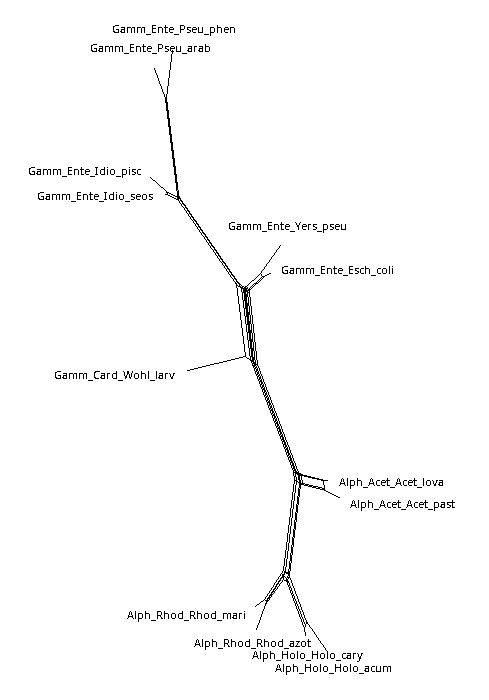 Gamm_Ente_Pseu_phen
Gamm_Ente_Pseu_arab
Gamm_Ente_Idio_pisc
Gamm_Ente_Idio_seos
Gamm_Ente_Yers_pseu
Gamm_Ente_Esch_coli
Gamm_Card_Wohl_larv
Alph_Acet_Acet_lova
Alph_Acet_Acet_past
Alph_Rhod_Rhod_mari
Alph_Rhod_Rhod_azot
Alph_Holo_Holo_cary
Alph_Holo_Holo_acum